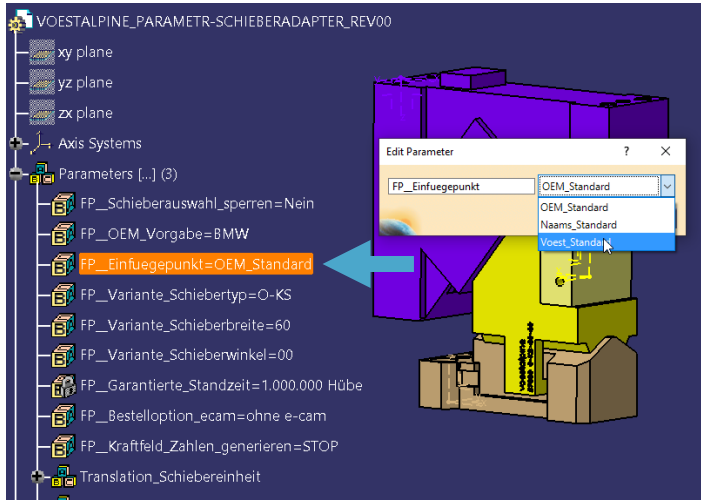 VOESTALPINE_PARAMETR-SCHIEBERADAPTER_REV00
xy plane
yz plane
zx plane
Axis Systems
Parameters [...] (3)
FP__Schieberauswahl_sperren=Nein
FP__OEM_Vorgabe=BMW
FP__Einfuegepunkt=OEM_Standard
FP__Variante_Schiebertyp=O-KS
FP__Variante_Schieberbreite=60
FP__Variante_Schieberwinkel=00
FP__Garantierte_Standzeit=1.000.000 Hübe
FP__Bestelloption_ecam=ohne e-cam
FP__Kraftfeld_Zahlen_generieren=STOP
Translation_Schiebereinheit
Edit Parameter
?
FP__Einfuegepunkt
OEM_Standard
OEM_Standard
Naams_Standard
Voest_Standard
voestalpine